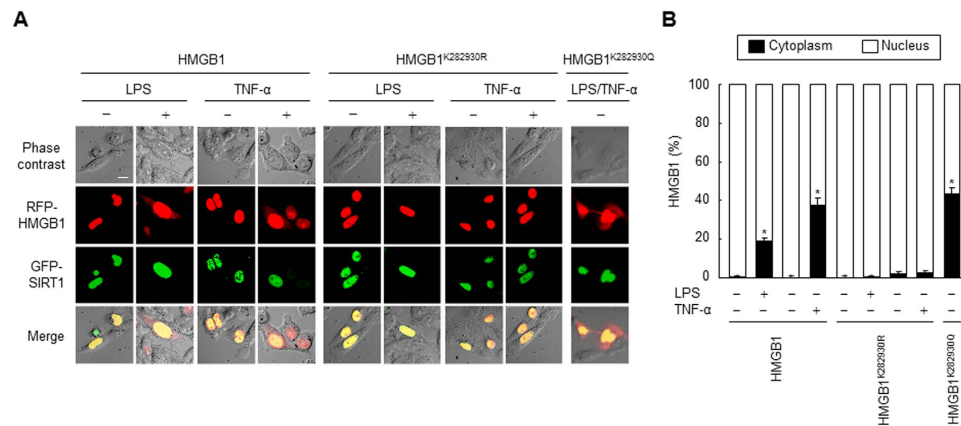 A
HMGB1 HMGB1K282930R HMGB1K282930Q
LPS TNF-α LPS TNF-α LPS/TNF-α
– + – + – + – + –
Phase
contrast
RFP-
HMGB1
GFP-
SIRT1
Merge
B
Cytoplasm Nucleus
HMGB1 (%)
100
80
60
40
20
0
* * *
LPS – + – – – + – – –
TNF-α – – – + – – – + –
HMGB1
HMGB1K282930R
HMGB1K282930Q